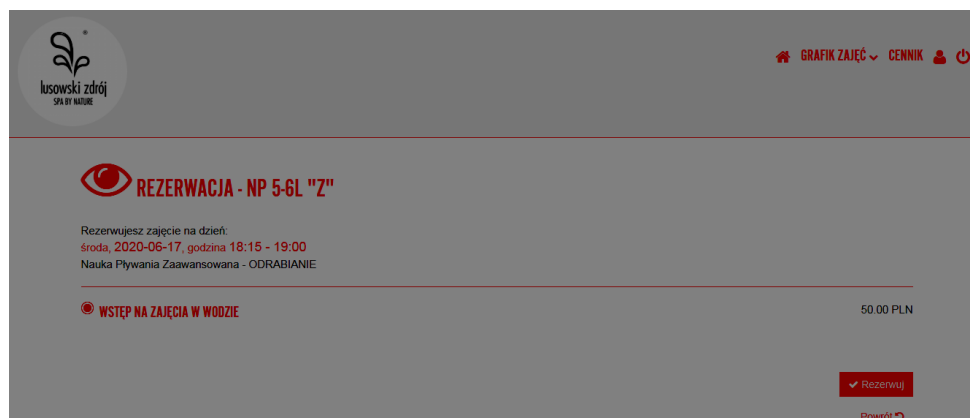 lusowski zdrój
SPA BY NATURE
GRAFIK ZAJĘĆ CENNIK
REZERWACJA - NP 5-6L "Z"
Rezerwujesz zajęcie na dzień:
środa, 2020-06-17, godzina 18:15 - 19:00
Nauka Pływania Zaawansowana - ODRABIANIE
WSTĘP NA ZAJĘCIA W WODZIE 50.00 PLN
Rezerwuj
Powrót